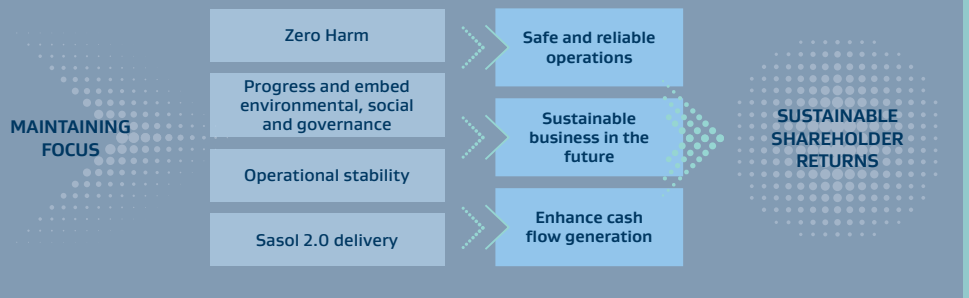 MAINTAINING
FOCUS
Zero Harm
Progress and embed
environmental, social
and governance
Operational stability
Sasol 2.0 delivery
Safe and reliable
operations
Sustainable
business in the
future
Enhance cash
flow generation
SUSTAINABLE
SHAREHOLDER
RETURNS